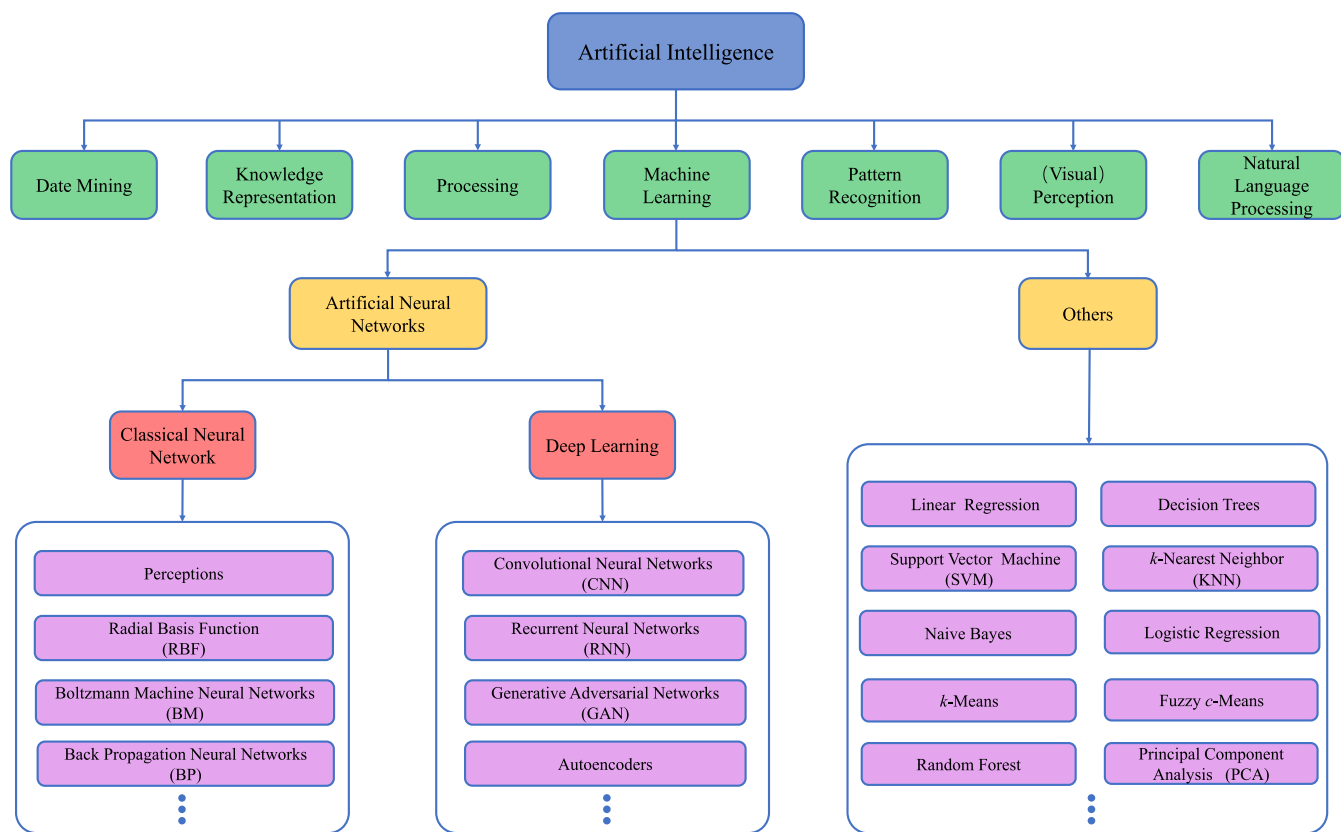 Artificial Intelligence
Date Mining
Knowledge
Representation
Processing
Machine
Learning
Pattern
Recognition
(Visual）
Perception
Natural
Language
Processing
Artificial Neural
Networks
Others
Classical Neural
Network
Deep Learning
Perceptions
Radial Basis Function
(RBF)
Boltzmann Machine Neural Networks
(BM)
Back Propagation Neural Networks
(BP)
Convolutional Neural Networks
(CNN)
Recurrent Neural Networks
(RNN)
Generative Adversarial Networks
(GAN)
Autoencoders
Linear Regression
Decision Trees
Support Vector Machine
(SVM)
k-Nearest Neighbor
(KNN)
Naive Bayes
Logistic Regression
k-Means
Fuzzy c-Means
Random Forest
Principal Component
Analysis (PCA)